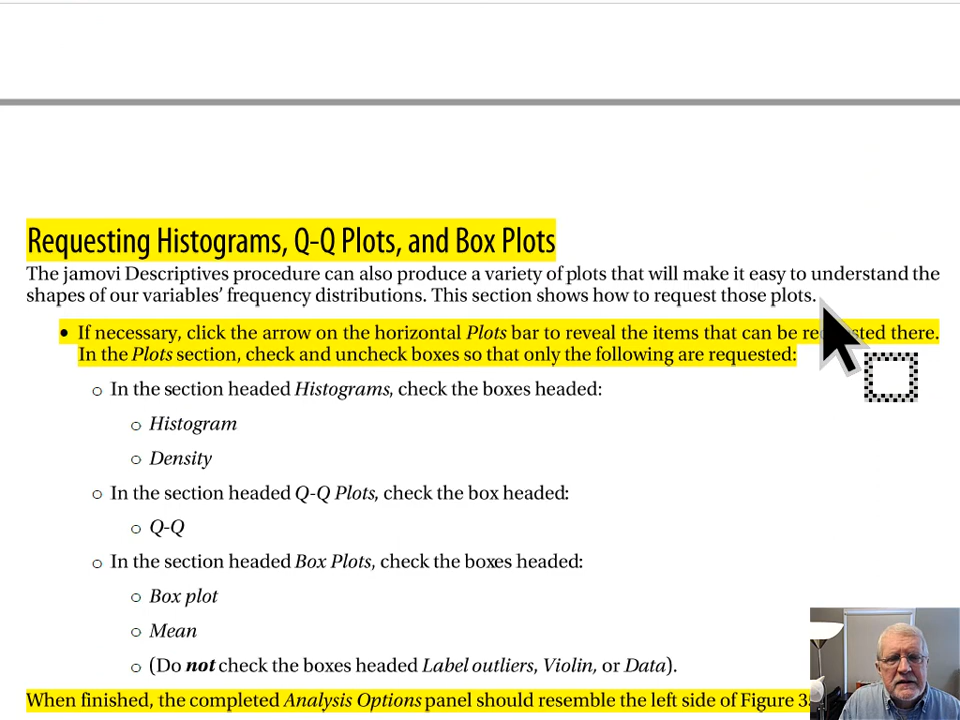 Requesting Histograms, Q-Q Plots, and Box Plots
The jamovi Descriptives procedure can also produce a variety of plots that will make it easy to understand the
shapes of our variables’ frequency distributions. This section shows how to request those plots.
• If necessary, click the arrow on the horizontal Plots bar to reveal the items that can be there.
In the Plots section, check and uncheck boxes so that only the following are requested:
o In the section headed Histograms, check the boxes headed:
o Histogram
o Density
o In the section headed Q-Q Plots, check the box headed:
o Q-Q
o In the section headed Box Plots, check the boxes headed:
o Box plot
o Mean
o (Do not check the boxes headed Label outliers, Violin, or Data).
When finished, the completed Analysis Options panel should resemble the left side of Figure